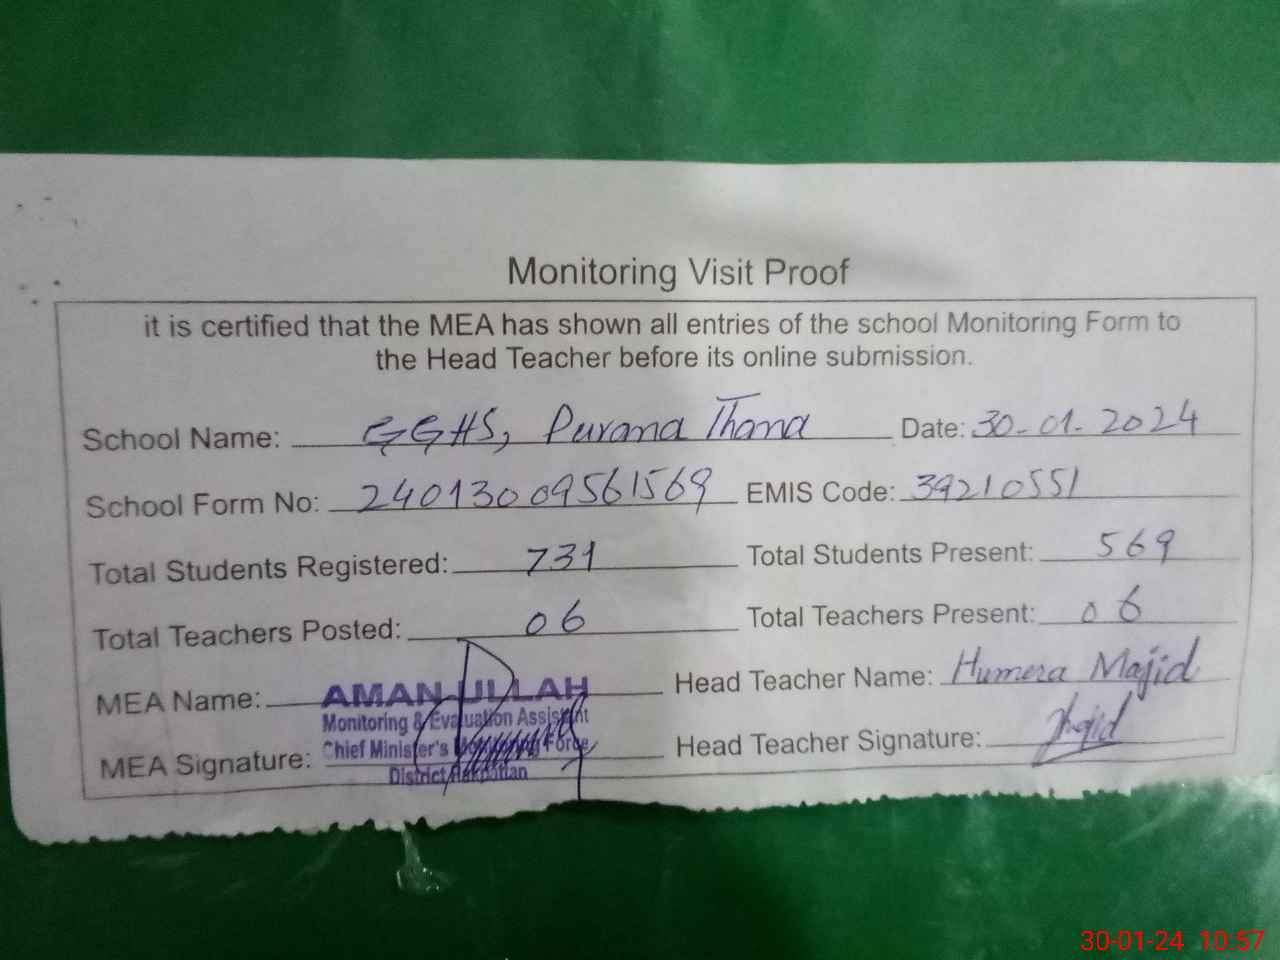 Monitoring Visit Proof
it is certified that the MEA has shown all entries of the school Monitoring Form to
the Head Teacher before its online submission.
School Name: GGHS, Purana Thana Date: 30-01-2024
School Form No: 24013009561569 EMIS Code: 39210551
Total Students Registered: 731 Total Students Present: 569
Total Teachers Posted: 06 Total Teachers Present: 06
MEA Name: AMAN ULLAH Head Teacher Name: Humera Majid
Monitoring & Evaluation Assistant
Chief Minister's Monitoring Force
MEA Signature: Head Teacher Signature: Majid
District Pakpattan
30-01-24 10:57